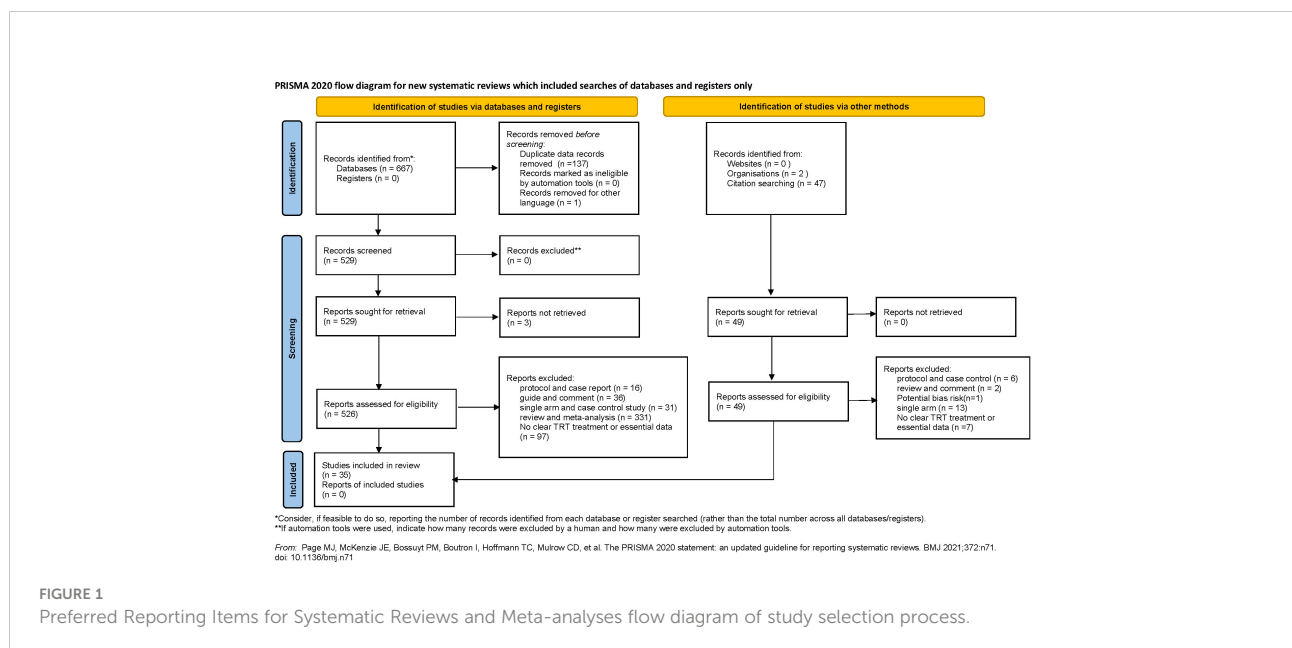 PRISMA 2020 flow diagram for new systematic reviews which included searches of databases and registers only
Identification of studies via databases and registers
Identification of studies via other methods
Identification
Records identified from*:
Databases (n = 667)
Registers (n = 0)
Records removed before
screening:
Duplicate data records
removed (n =137)
Records marked as ineligible
by automation tools (n = 0)
Records removed for other
language (n = 1)
Records identified from:
Websites (n = 0 )
Organisations (n = 2 )
Citation searching (n = 47)
Screening
Records screened
(n = 529)
Records excluded**
(n = 0)
Reports sought for retrieval
(n = 529)
Reports not retrieved
(n = 3)
Reports sought for retrieval
(n = 49)
Reports not retrieved
(n = 0)
Reports assessed for eligibility
(n = 526)
Reports excluded:
protocol and case report (n = 16)
guide and comment (n = 36)
single arm and case control study (n = 31)
review and meta-analysis (n = 331)
No clear TRT treatment or essential data
(n = 97)
Reports assessed for eligibility
(n = 49)
Reports excluded:
protocol and case control (n = 6)
review and comment (n = 2)
Potential bias risk(n=1)
single arm (n = 13)
No clear TRT treatment or
essential data (n =7)
Included
Studies included in review
(n = 35)
Reports of included studies
(n = 0)
*Consider, if feasible to do so, reporting the number of records identified from each database or register searched (rather than the total number across all databases/registers).
**If automation tools were used, indicate how many records were excluded by a human and how many were excluded by automation tools.
From: Page MJ, McKenzie JE, Bossuyt PM, Boutron I, Hoffmann TC, Mulrow CD, et al. The PRISMA 2020 statement: an updated guideline for reporting systematic reviews. BMJ 2021;372:n71.
doi: 10.1136/bmj.n71
FIGURE 1
Preferred Reporting Items for Systematic Reviews and Meta-analyses flow diagram of study selection process.